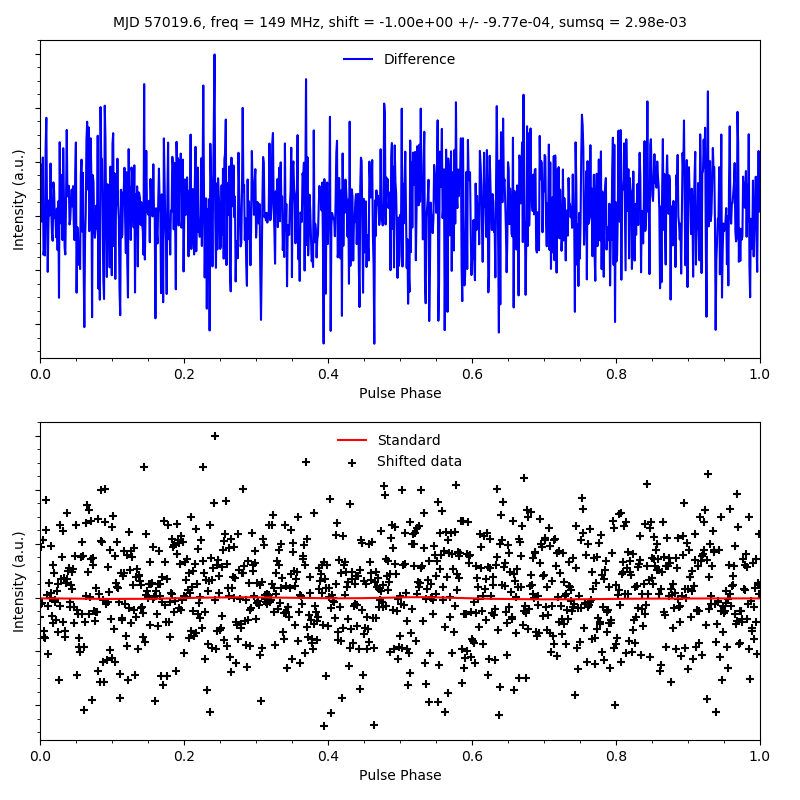 MJD 57019.6, freq = 149 MHz, shift = -1.00e+00 +/- -9.77e-04, sumsq = 2.98e-03
Difference
Intensity (a.u.)
0.0 0.2 0.4 0.6 0.8 1.0
Pulse Phase
Standard
Shifted data
Intensity (a.u.)
0.0 0.2 0.4 0.6 0.8 1.0
Pulse Phase